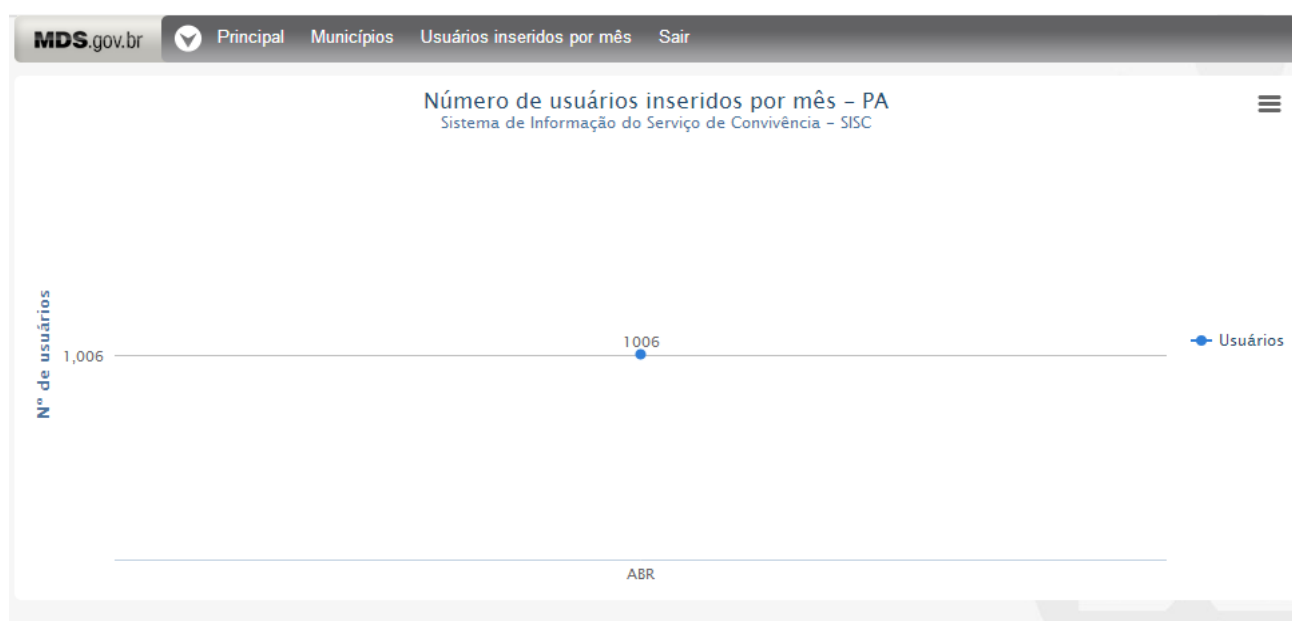 MDS.gov.br Principal Municípios Usuários inseridos por mês Sair
Número de usuários inseridos por mês – PA
Sistema de Informação do Serviço de Convivência – SISC
Nº de usuários
1,006
1006
Usuários
ABR